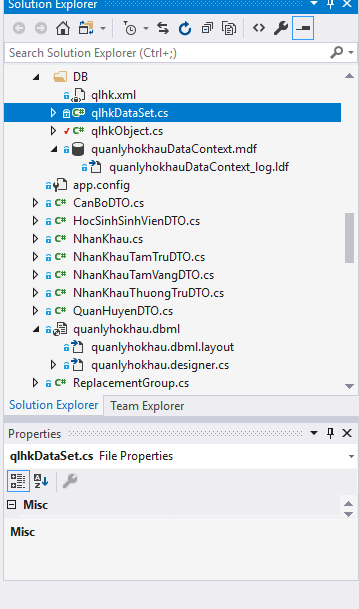 Solution Explorer
Search Solution Explorer (Ctrl+;)
DB
qlhk.xml
qlhkDataSet.cs
C# qlhkObject.cs
quanlyhokhauDataContext.mdf
quanlyhokhauDataContext_log.ldf
app.config
C# CanBoDTO.cs
C# HocSinhSinhVienDTO.cs
C# NhanKhau.cs
C# NhanKhauTamTruDTO.cs
C# NhanKhauTamVangDTO.cs
C# NhanKhauThuongTruDTO.cs
C# QuanHuyenDTO.cs
quanlyhokhau.dbml
quanlyhokhau.dbml.layout
quanlyhokhau.designer.cs
C# ReplacementGroup.cs
Solution Explorer Team Explorer
Properties
qlhkDataSet.cs File Properties
Misc
Misc